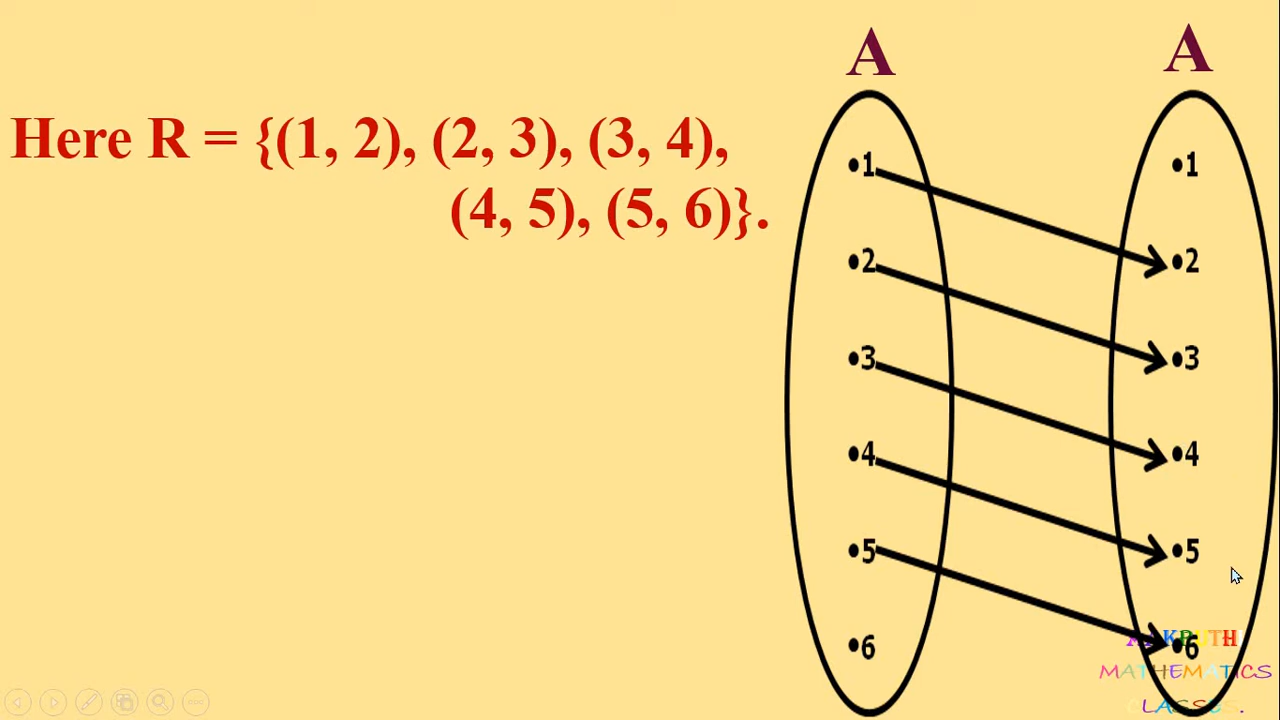 A A
Here R = {(1, 2), (2, 3), (3, 4),
(4, 5), (5, 6)}.
•1 •1
•2 •2
•3 •3
•4 •4
•5 •5
•6 •6
MATHEMATICS
CLASSES.